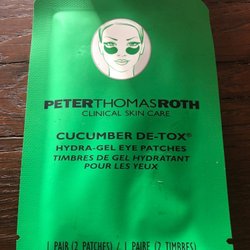 PETERTHOMASROTH
CLINICAL SKIN CARE
CUCUMBER DE-TOX®
HYDRA-GEL EYE PATCHES
TIMBRES DE GEL HYDRATANT
POUR LES YEUX
1 PAIR (2 PATCHES) / 1 PAIRE (2 TIMBRES)